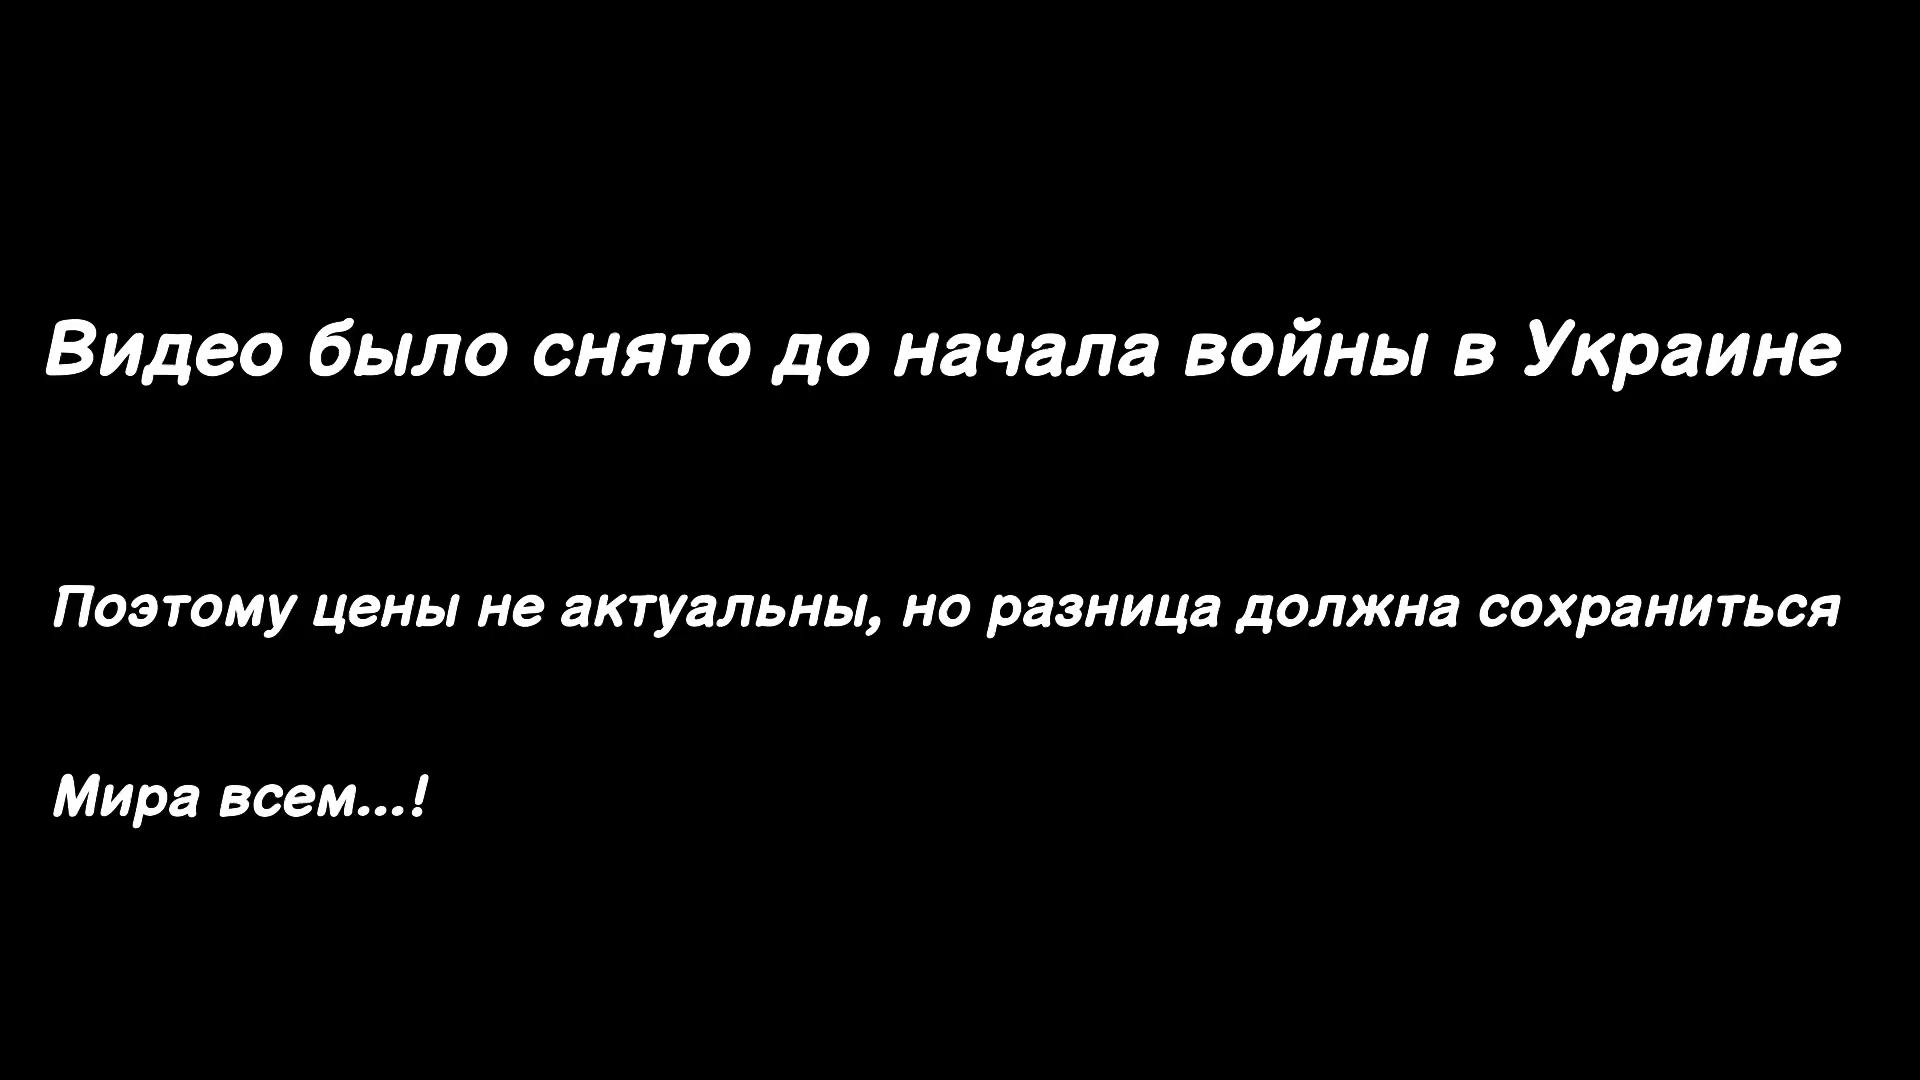 Видео было снято до начала войны в Украине
Поэтому цены не актуальны, но разница должна сохраниться
Мира всем...!